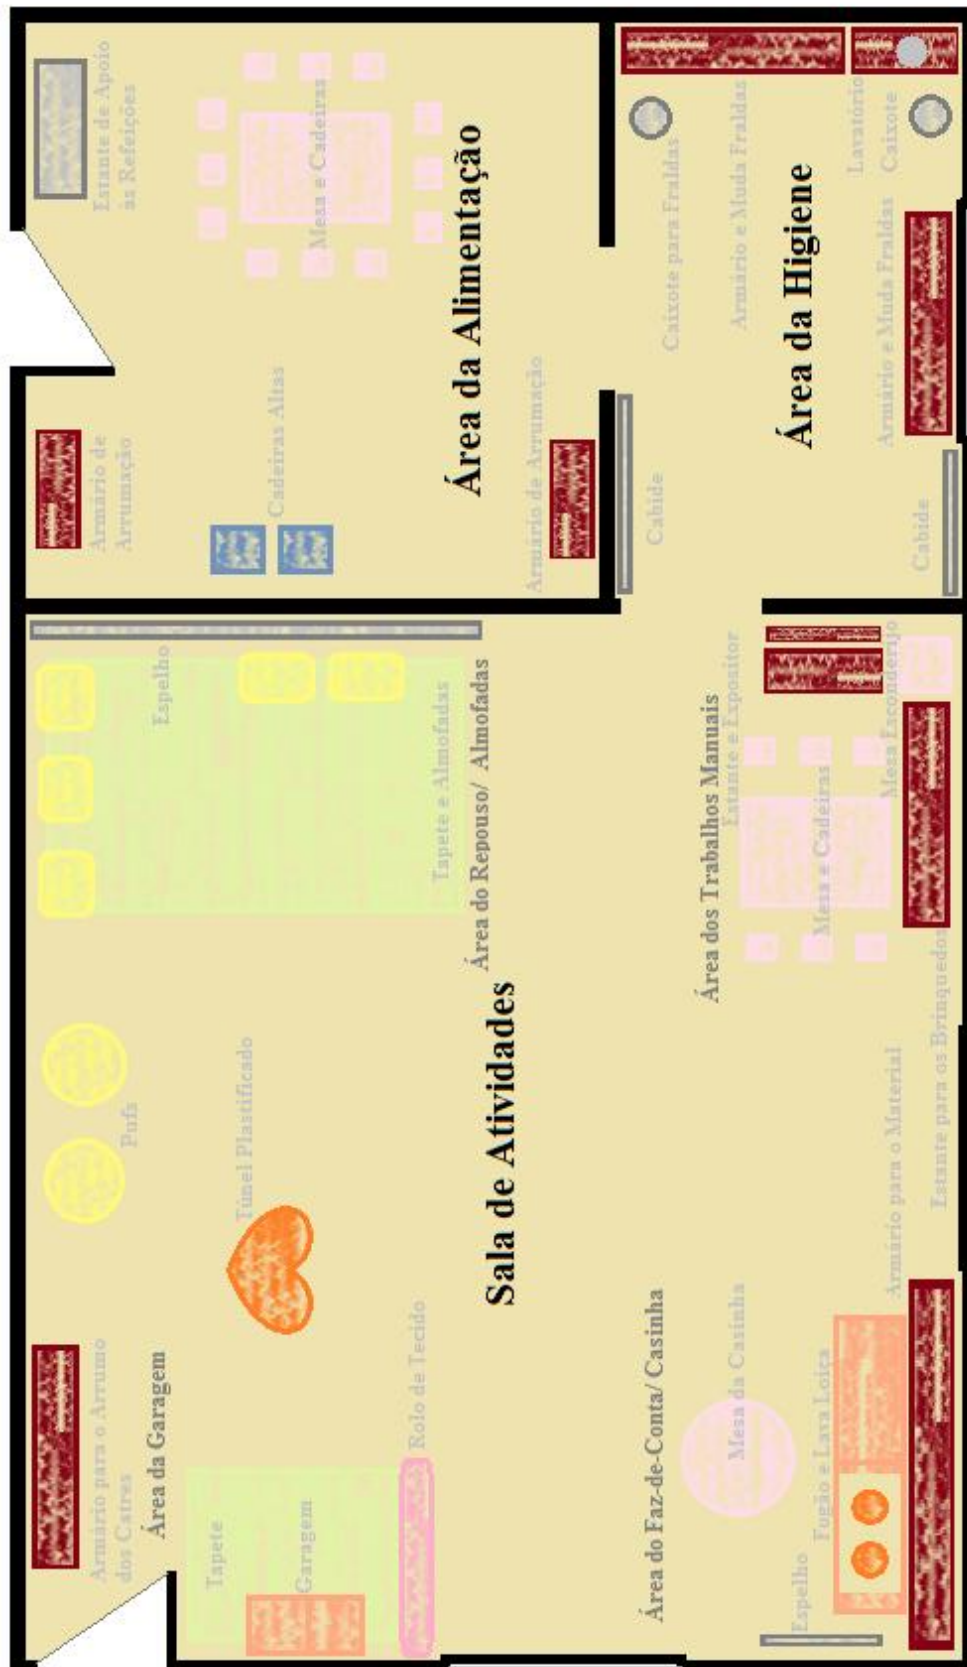 Armário para o Arrumo
dos Catres
Área da Garagem
Tapete
Garagem
Rolo de Tecido
Pufs
Túnel Plastificado
Espelho
Tapete e Almofadas
Área do Repouso/ Almofadas
Sala de Atividades
Área do Faz-de-Conta/ Casinha
Mesa da Casinha
Espelho
Fugão e Lava Loiça
Armário para o Material
Estante para os Brinquedos
Área dos Trabalhos Manuais
Estante e Expositor
Mesa e Cadeiras
Mesa Esconderijo
Armário de
Arrumação
Estante de Apoio
às Refeições
Cadeiras Altas
Mesa e Cadeiras
Área da Alimentação
Armário de Arrumação
Cabide
Caixote para Fraldas
Armário e Muda Fraldas
Área da Higiene
Lavatório
Caixote
Armário e Muda Fraldas
Cabide